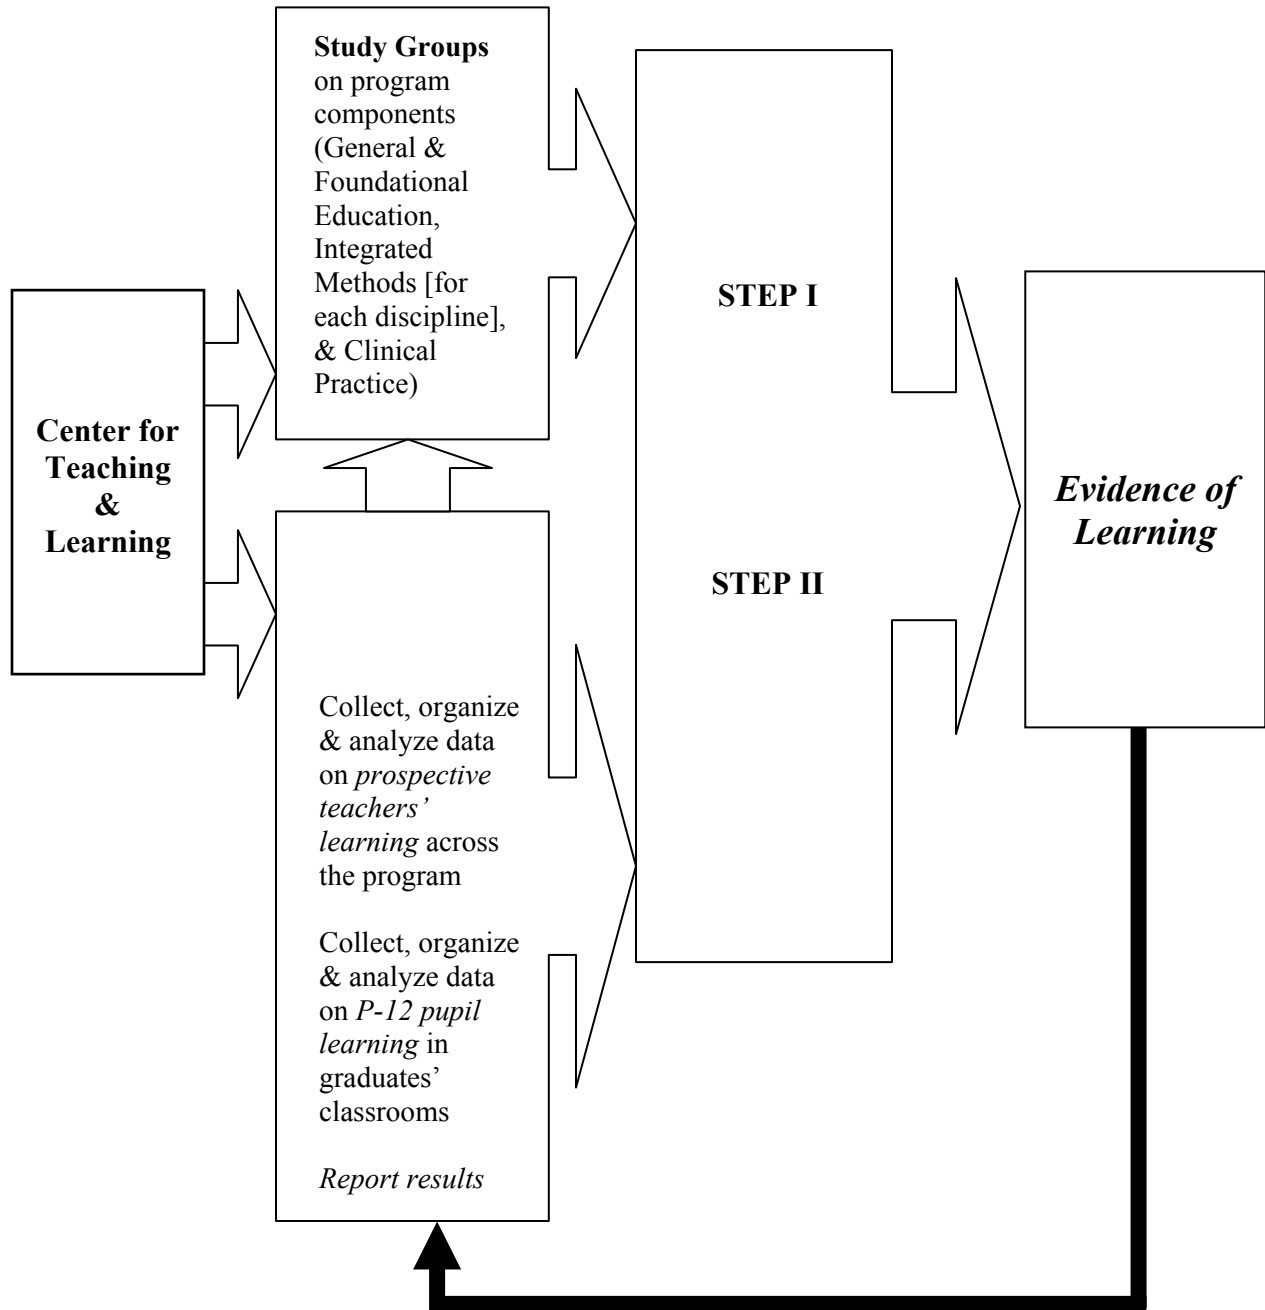 Center for
Teaching
&
Learning
Study Groups
on program
components
(General &
Foundational
Education,
Integrated
Methods [for
each discipline],
& Clinical
Practice)
Collect, organize
& analyze data
on prospective
teachers’
learning across
the program
Collect, organize
& analyze data
on P-12 pupil
learning in
graduates’
classrooms
Report results
STEP I
STEP II
Evidence of
Learning